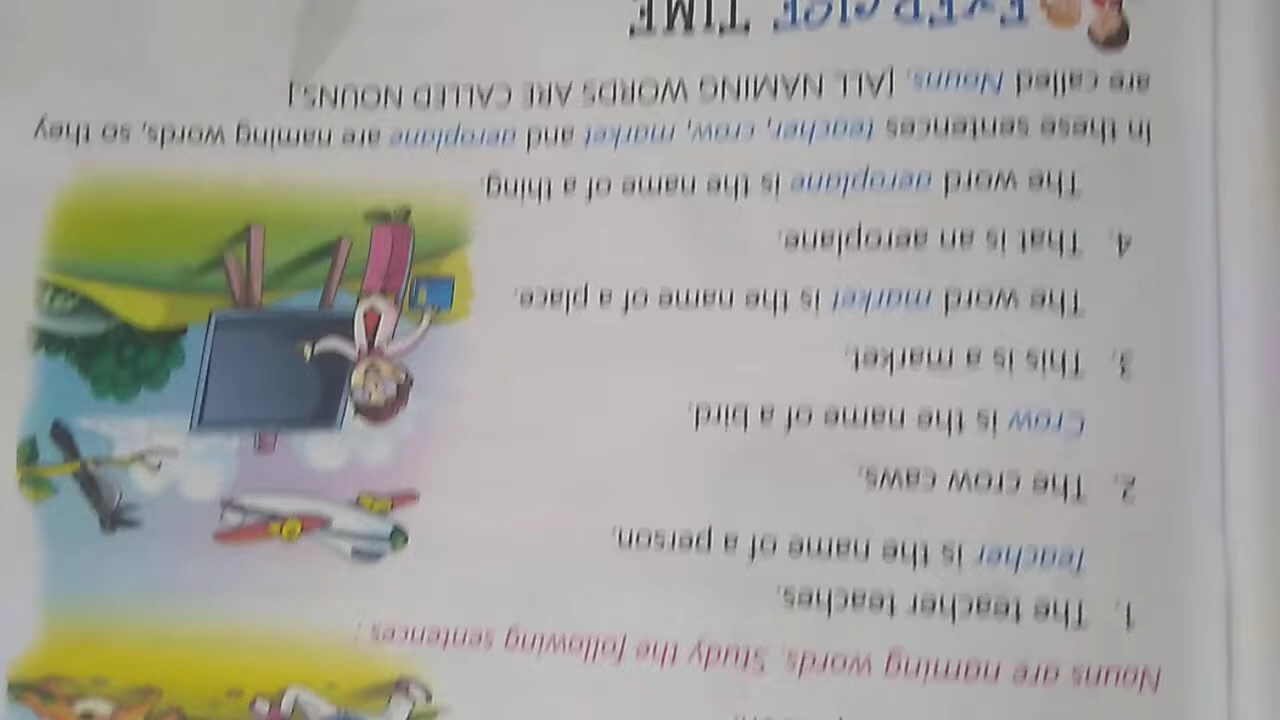 Nouns are naming words. Study the following sentences :
1. The teacher teaches.
Teacher is the name of a person.
2. The crow caws.
Crow is the name of a bird.
3. This is a market.
The word market is the name of a place.
4. That is an aeroplane.
The word aeroplane is the name of a thing.
In these sentences teacher, crow, market and aeroplane are naming words, so they
are called Nouns. [ALL NAMING WORDS ARE CALLED NOUNS.]
EXERCISE TIME